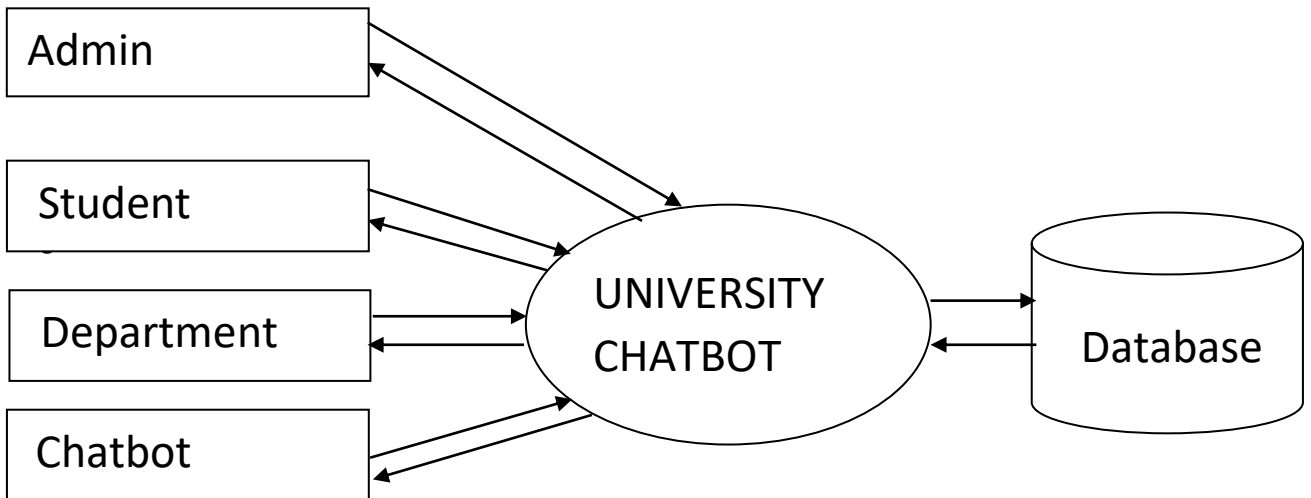 Admin
Student
Department
Chatbot
UNIVERSITY
CHATBOT
Database